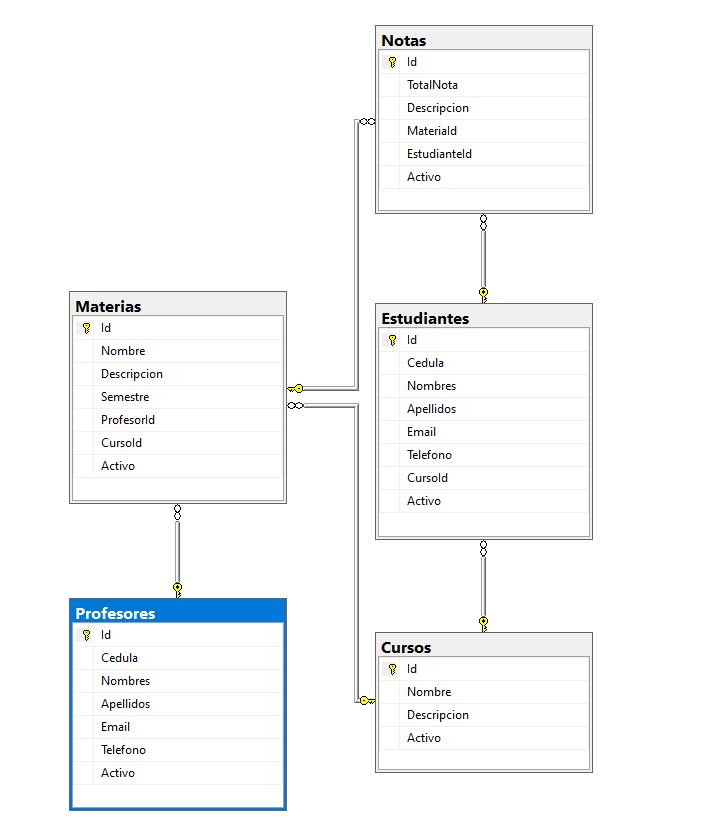 Notas
Id
TotalNota
Descripcion
MateriaId
EstudianteId
Activo
Materias
Id
Nombre
Descripcion
Semestre
ProfesorId
CursoId
Activo
Estudiantes
Id
Cedula
Nombres
Apellidos
Email
Telefono
CursoId
Activo
Profesores
Id
Cedula
Nombres
Apellidos
Email
Telefono
Activo
Cursos
Id
Nombre
Descripcion
Activo